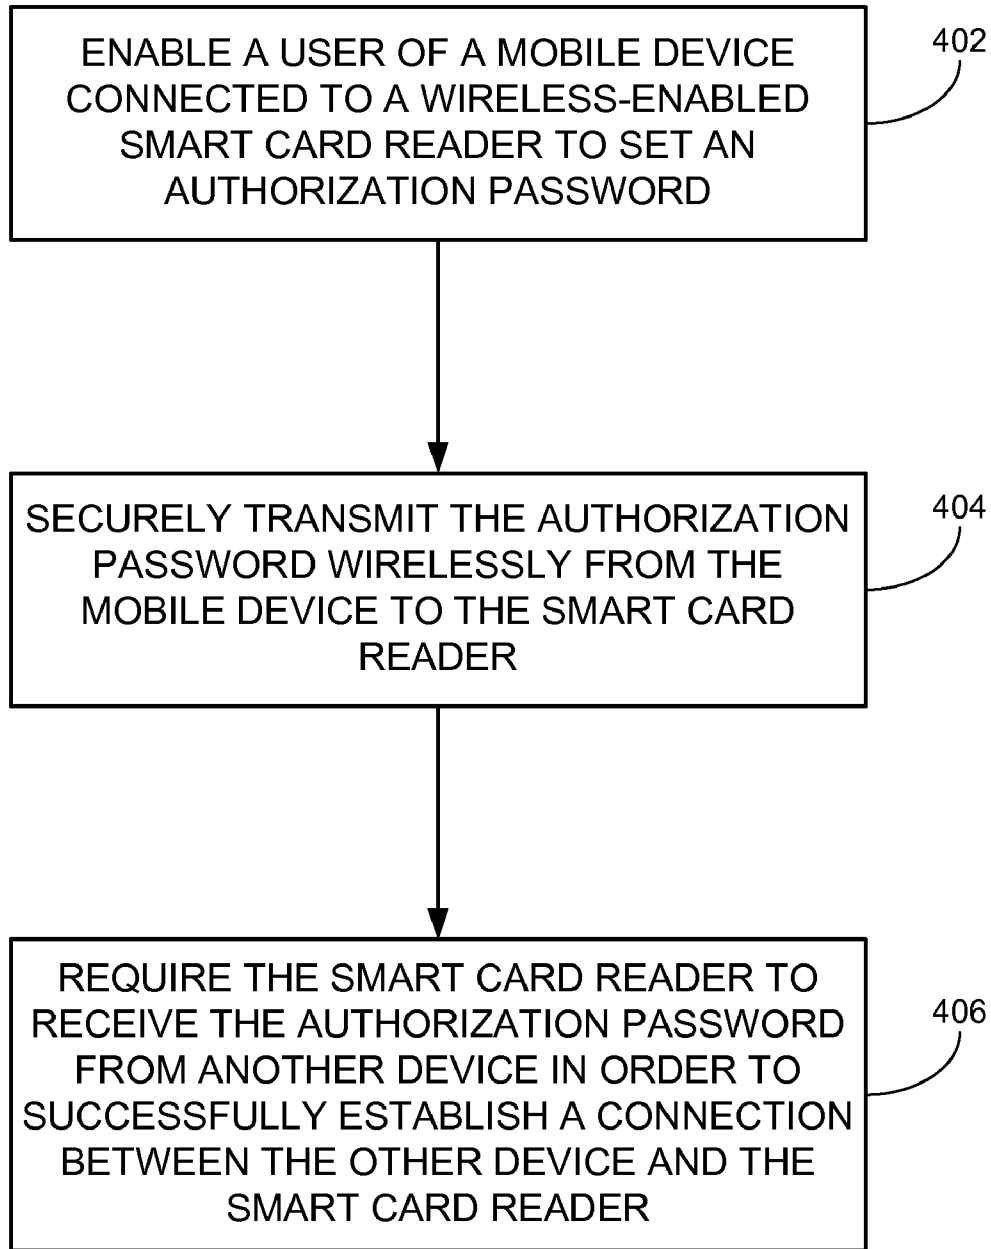 ENABLE A USER OF A MOBILE DEVICE
CONNECTED TO A WIRELESS-ENABLED
SMART CARD READER TO SET AN
AUTHORIZATION PASSWORD
402
SECURELY TRANSMIT THE AUTHORIZATION
PASSWORD WIRELESSLY FROM THE
MOBILE DEVICE TO THE SMART CARD
READER
404
REQUIRE THE SMART CARD READER TO
RECEIVE THE AUTHORIZATION PASSWORD
FROM ANOTHER DEVICE IN ORDER TO
SUCCESSFULLY ESTABLISH A CONNECTION
BETWEEN THE OTHER DEVICE AND THE
SMART CARD READER
406